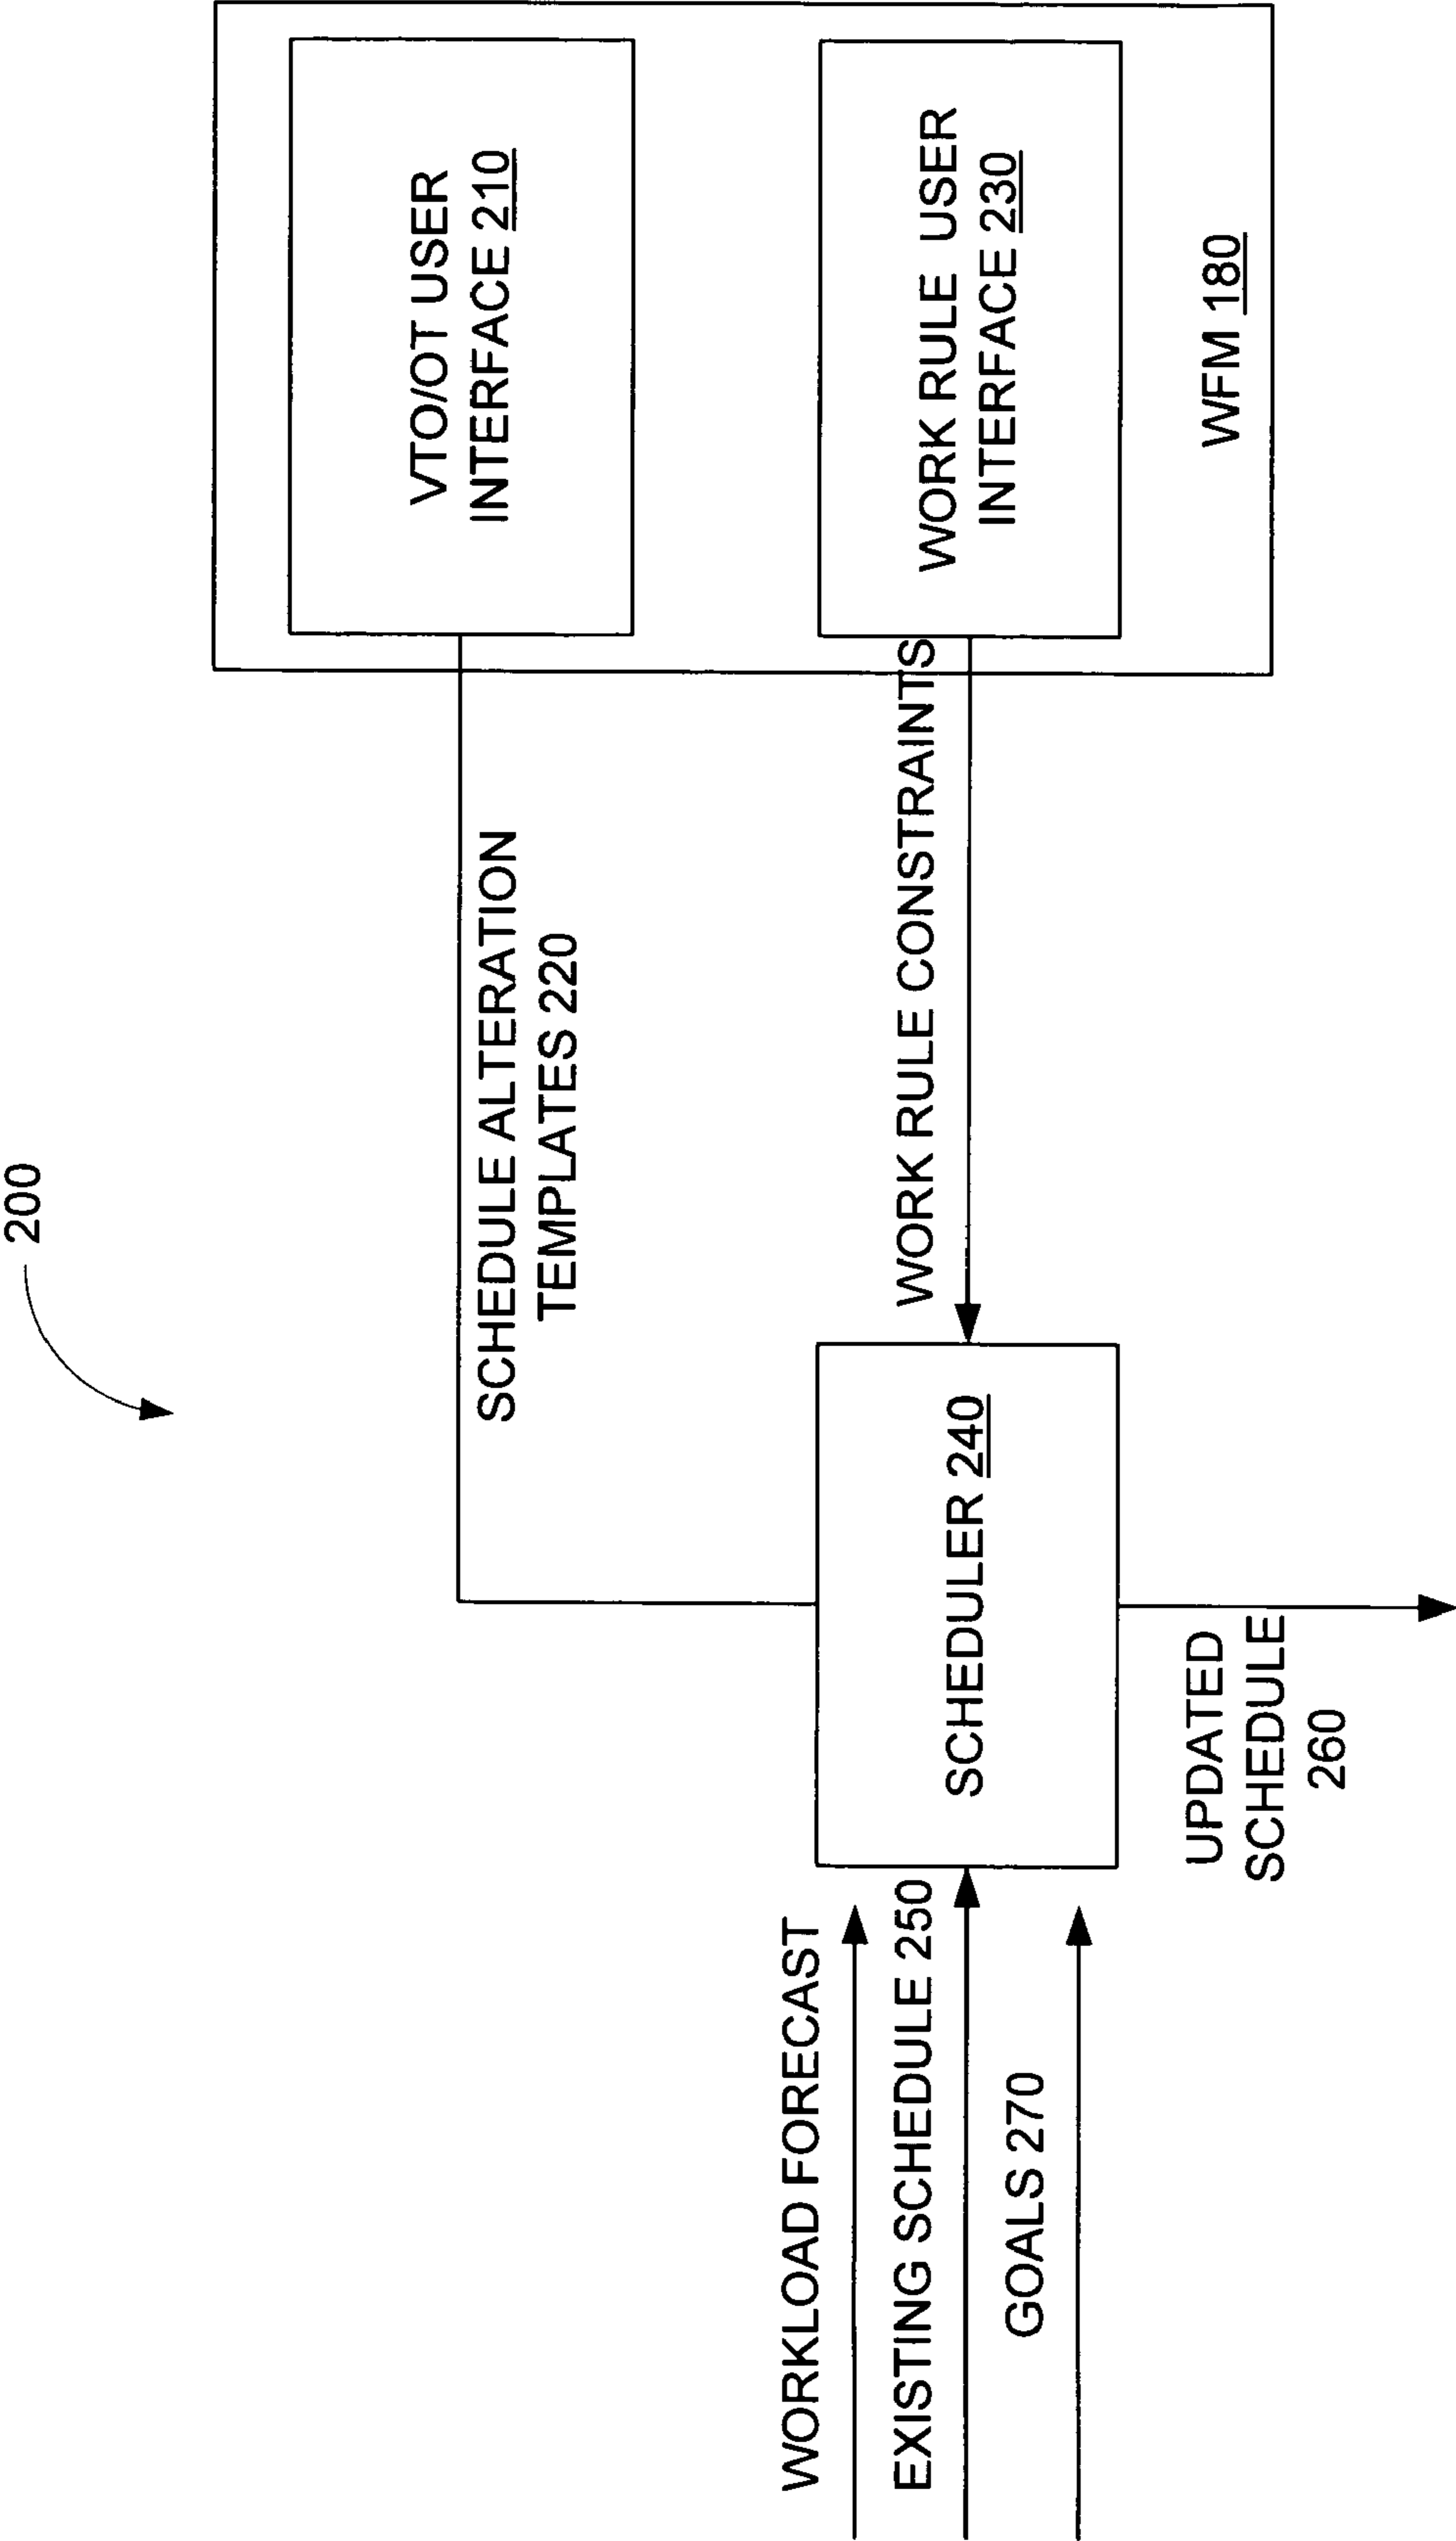 200
VTO/OT USER
INTERFACE 210
SCHEDULE ALTERATION
TEMPLATES 220
WORKLOAD FORECAST
EXISTING SCHEDULE 250
GOALS 270
SCHEDULER 240
WORK RULE CONSTRAINTS
WORK RULE USER
INTERFACE 230
WFM 180
UPDATED
SCHEDULE
260